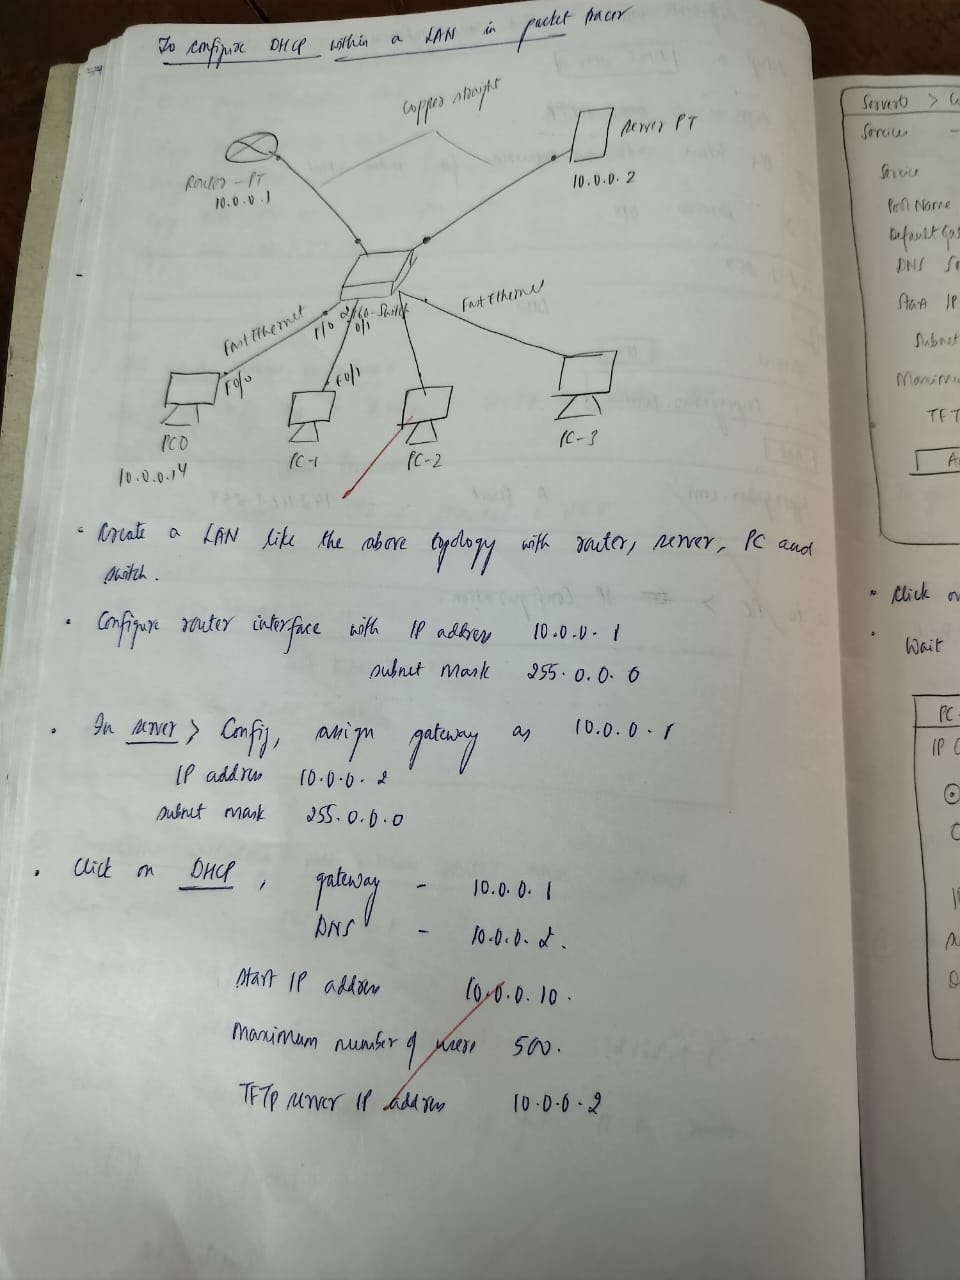 To configure DHCP within a LAN in packet tracer
Copper straight
server PT
10.0.0.2
Router-PT
10.0.0.1
Fast Ethernet
Fast Ethernet
F/0
0/1
F0/0
F0/1
PC0
PC-1
PC-2
PC-3
10.0.0.14
Create a LAN like the above typology with router, server, PC and
switch.
Configure router interface with IP address 10.0.0.1
subnet mask 255.0.0.0
In server > Config, assign gateway as 10.0.0.1
IP address 10.0.0.2
subnet mask 255.0.0.0
Click on DHCP, gateway - 10.0.0.1
DNS - 10.0.0.2.
Start IP address 10.0.0.10.
Maximum number of users 500.
TFTP server IP address 10.0.0.2
Server0 >
Services -
Service
Pool Name
Default
DNS
Start IP
Subnet
TFT
Click
Wait
PC-
IP